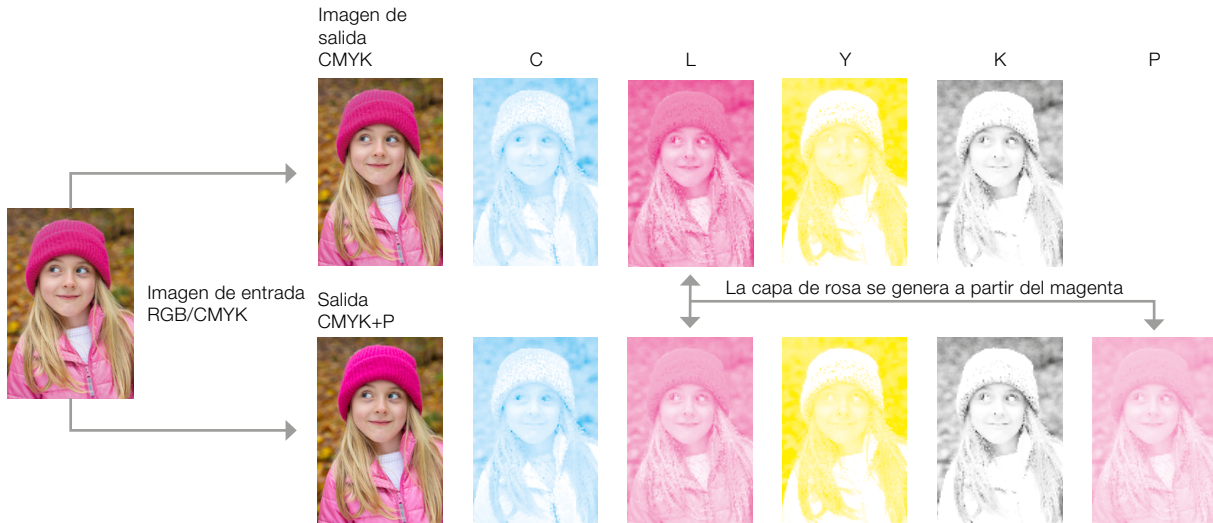 Imagen de
salida
CMYK
C
L
Y
K
P
Imagen de entrada
RGB/CMYK
La capa de rosa se genera a partir del magenta
Salida
CMYK+P